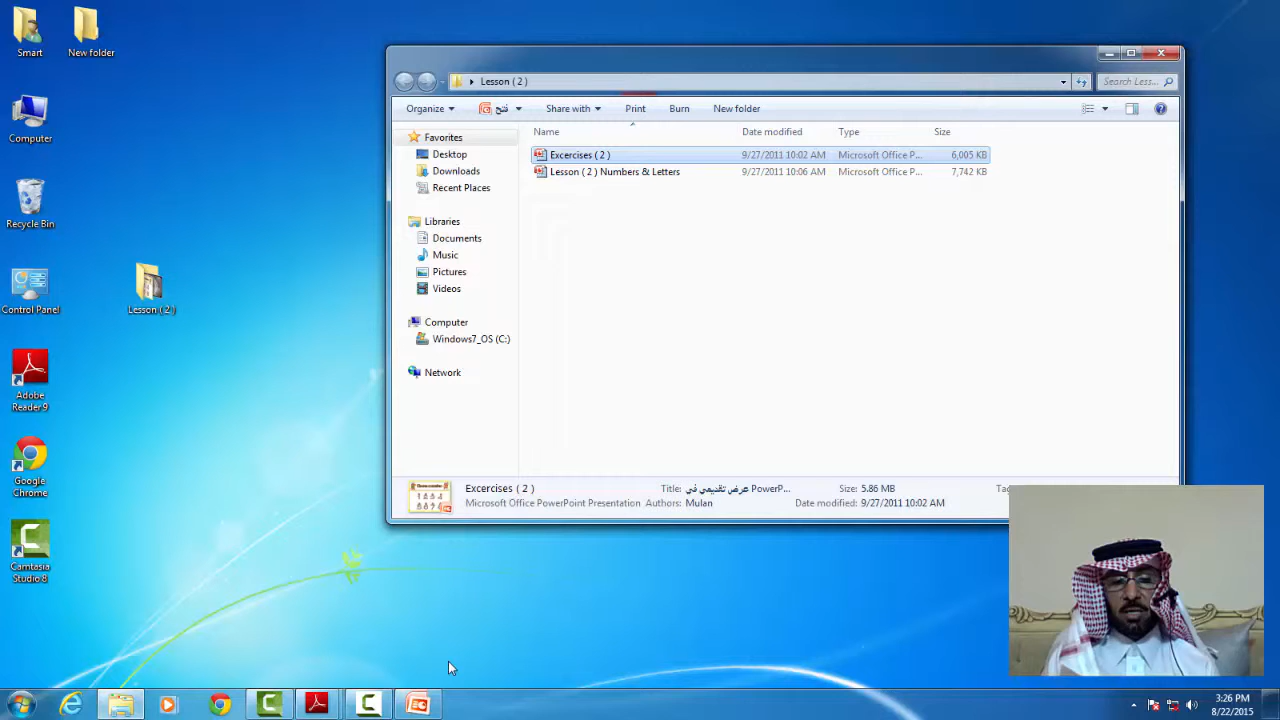 Smart
New folder
Computer
Recycle Bin
Control Panel
Lesson ( 2 )
Adobe
Reader 9
Google
Chrome
Camtasia
Studio 8
Lesson ( 2 )
Search Less...
Organize
فتح
Share with
Print
Burn
New folder
Favorites
Desktop
Downloads
Recent Places
Libraries
Documents
Music
Pictures
Videos
Computer
Windows7_OS (C:)
Network
Name Date modified Type Size
Excercises ( 2 ) 9/27/2011 10:02 AM Microsoft Office P... 6,005 KB
Lesson ( 2 ) Numbers & Letters 9/27/2011 10:06 AM Microsoft Office P... 7,742 KB
Excercises ( 2 ) Title: عرض تقديمي في PowerP... Size: 5.86 MB Ta
Microsoft Office PowerPoint Presentation Authors: Mulan Date modified: 9/27/2011 10:02 AM
3:26 PM
8/22/2015